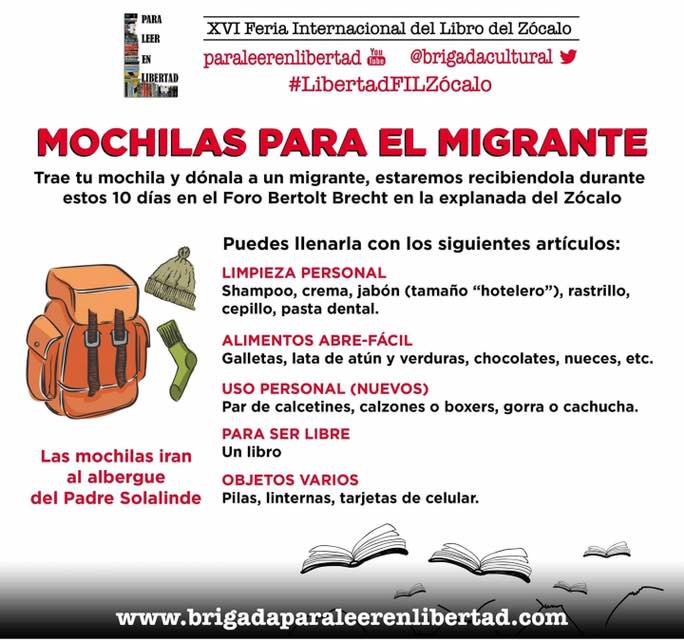 PARA
LEER
EN
LIBERTAD
XVI Feria Internacional del Libro del Zócalo
paraleerenlibertad You Tube @brigadacultural
#LibertadFILZócalo
MOCHILAS PARA EL MIGRANTE
Trae tu mochila y dónala a un migrante, estaremos recibiendola durante
estos 10 días en el Foro Bertolt Brecht en la explanada del Zócalo
Puedes llenarla con los siguientes artículos:
LIMPIEZA PERSONAL
Shampoo, crema, jabón (tamaño “hotelero”), rastrillo,
cepillo, pasta dental.
ALIMENTOS ABRE-FÁCIL
Galletas, lata de atún y verduras, chocolates, nueces, etc.
USO PERSONAL (NUEVOS)
Par de calcetines, calzones o boxers, gorra o cachucha.
PARA SER LIBRE
Un libro
OBJETOS VARIOS
Pilas, linternas, tarjetas de celular.
Las mochilas iran
al albergue
del Padre Solalinde
www.brigadaparaleerenlibertad.com